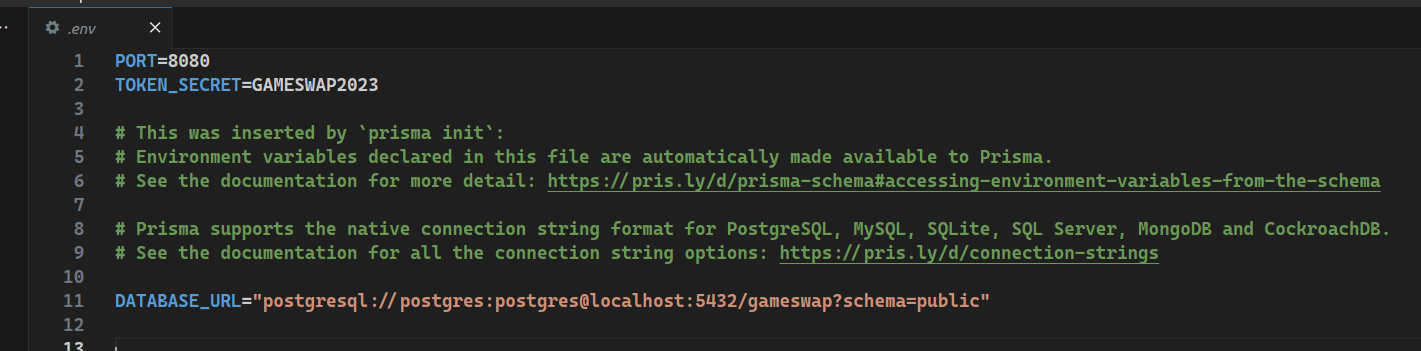 .env
1 PORT=8080
2 TOKEN_SECRET=GAMESWAP2023
3
4 # This was inserted by `prisma init`:
5 # Environment variables declared in this file are automatically made available to Prisma.
6 # See the documentation for more detail: https://pris.ly/d/prisma-schema#accessing-environment-variables-from-the-schema
7
8 # Prisma supports the native connection string format for PostgreSQL, MySQL, SQLite, SQL Server, MongoDB and CockroachDB.
9 # See the documentation for all the connection string options: https://pris.ly/d/connection-strings
10
11 DATABASE_URL="postgresql://postgres:postgres@localhost:5432/gameswap?schema=public"
12
13